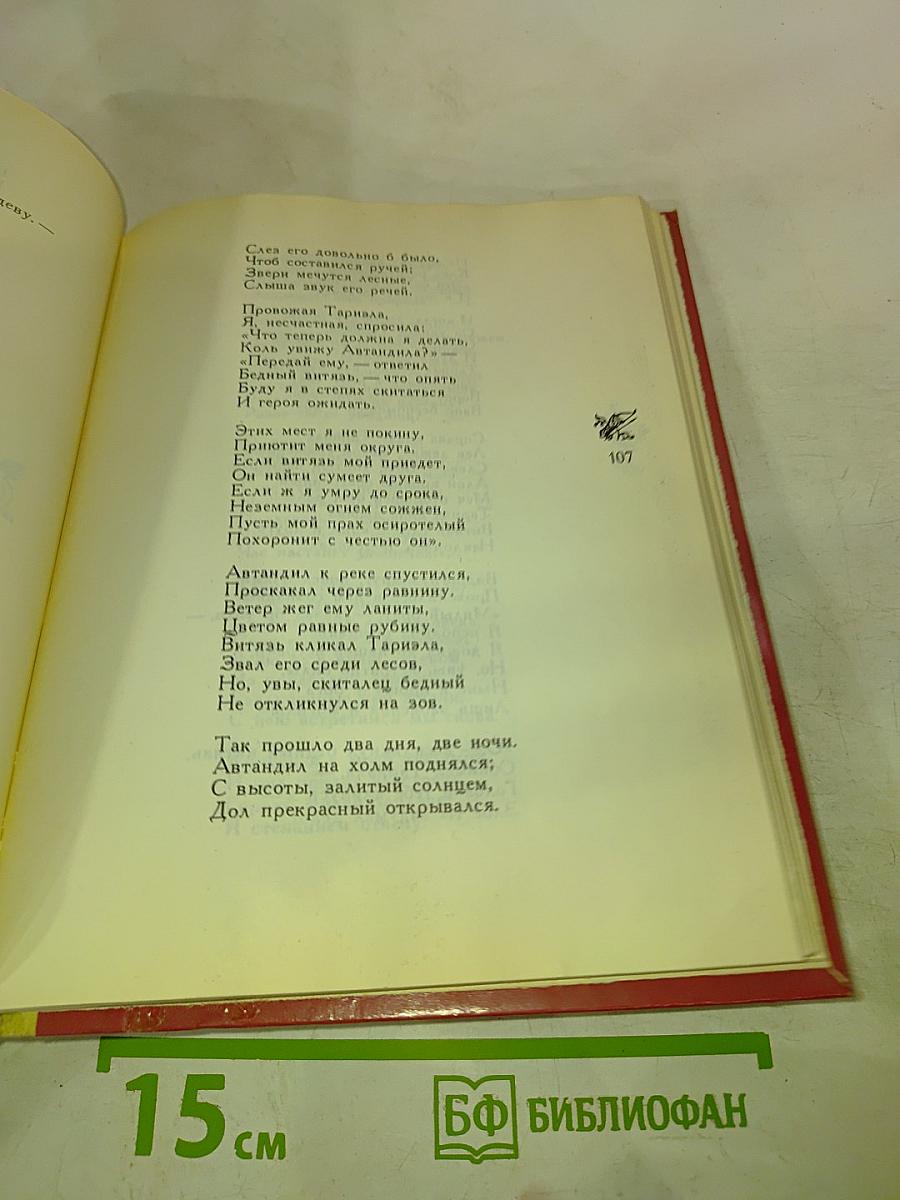 деву. —
Слез его довольно б было,
Чтоб составился ручей;
Звери мечутся лесные,
Слыша звук его речей.
Провожая Тариэла,
Я, несчастная, спросила:
«Что теперь должна я делать,
Коль увижу Автандила?» —
«Передай ему, — ответил
Бедный витязь, — что опять
Буду я в степях скитаться
И героя ожидать.
Этих мест я не покину,
Приютит меня округа.
Если витязь мой приедет,
Он найти сумеет друга.
Если ж я умру до срока,
Неземным огнем сожжен,
Пусть мой прах осиротелый
Похоронит с честью он».
Автандил к реке спустился,
Проскакал через равнину.
Ветер жег ему ланиты,
Цветом равные рубину.
Витязь кликал Тариэла,
Звал его среди лесов,
Но, увы, скиталец бедный
Не откликнулся на зов.
Так прошло два дня, две ночи.
Автандил на холм поднялся;
С высоты, залитый солнцем,
Дол прекрасный открывался.
107
15 см
БФ БИБЛИОФАН